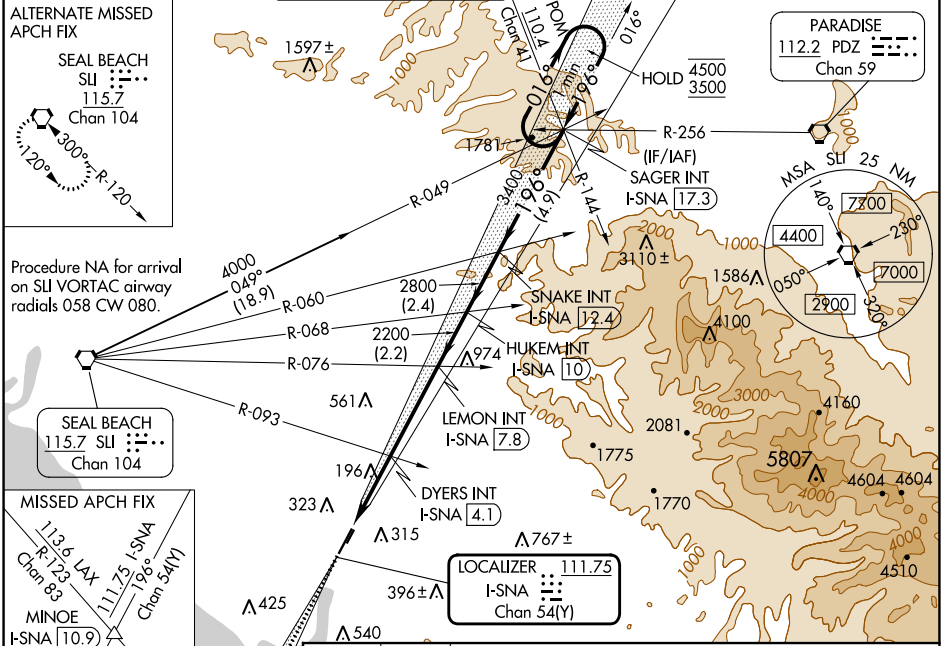 ALTERNATE MISSED
APCH FIX
SEAL BEACH
SLI
115.7
Chan 104
300°
120°
R-120
1597 ±
1000
POM
110.4
Chan 41
016°
016°
1 min
196°
HOLD
4500
3500
PARADISE
112.2 PDZ
Chan 59
1000
1781
R-256
(IF/IAF)
SAGER INT
I-SNA 17.3
R-144
R-049
3400
196°
(4.9)
MSA SLI 25 NM
140°
7700
230°
4400
050°
7000
2900
320°
Procedure NA for arrival
on SLI VORTAC airway
radials 058 CW 080.
4000
049°
(18.9)
R-060
R-068
R-076
R-093
2800
(2.4)
2200
(2.2)
2000
3110 ±
1000
1586
SNAKE INT
I-SNA 12.4
HUKEM INT
I-SNA 10
974
4100
LEMON INT
I-SNA 7.8
561
SEAL BEACH
115.7 SLI
Chan 104
1000
2000
3000
4160
2081
1775
5807
4000
4604
4604
1770
196
DYERS INT
I-SNA 4.1
323
315
767 ±
4000
4510
MISSED APCH FIX
113.6 LAX
R-123
Chan 83
111.75 I-SNA
196°
Chan 54(Y)
MINOE
I-SNA 10.9
LOCALIZER 111.75
I-SNA
Chan 54(Y)
396 ±
425
540